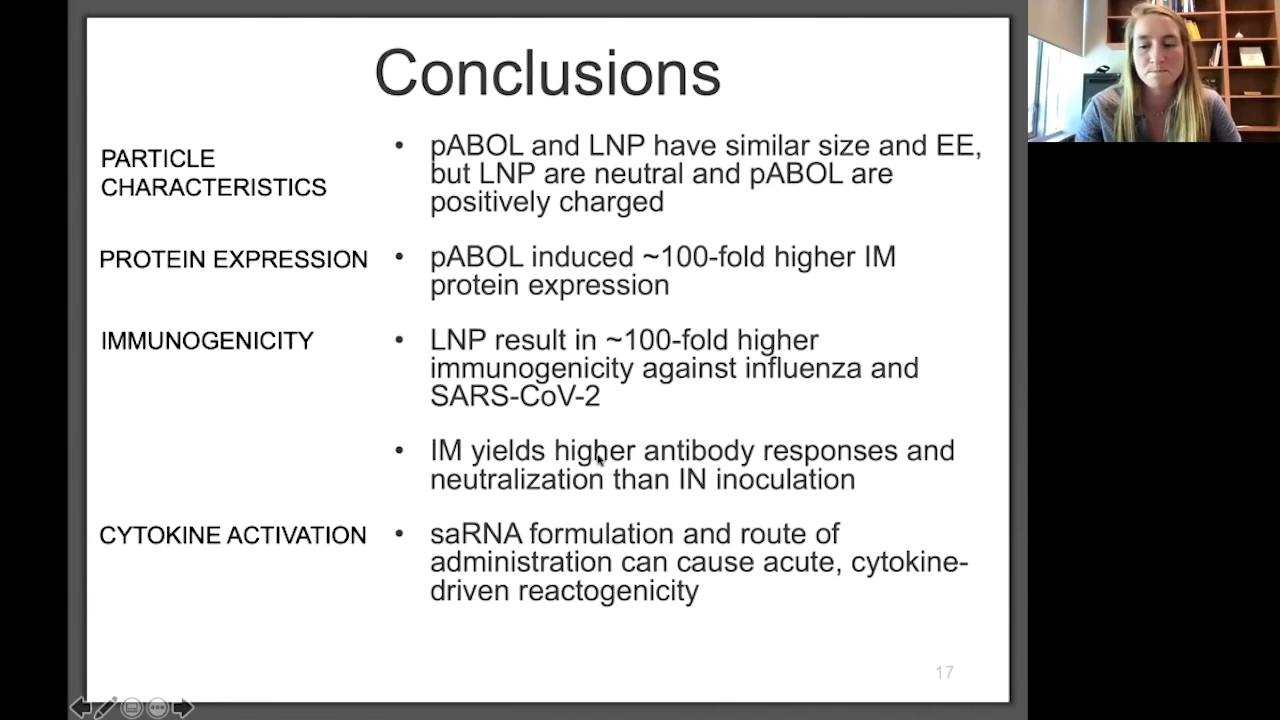 Conclusions
PARTICLE
CHARACTERISTICS
• pABOL and LNP have similar size and EE,
but LNP are neutral and pABOL are
positively charged
PROTEIN EXPRESSION
• pABOL induced ~100-fold higher IM
protein expression
IMMUNOGENICITY
• LNP result in ~100-fold higher
immunogenicity against influenza and
SARS-CoV-2
• IM yields higher antibody responses and
neutralization than IN inoculation
CYTOKINE ACTIVATION
• saRNA formulation and route of
administration can cause acute, cytokine-
driven reactogenicity
17